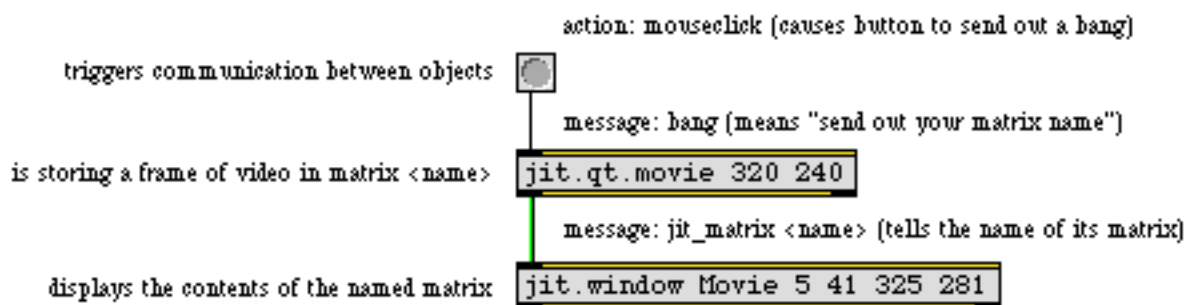 action: mouseclick (causes button to send out a bang)
triggers communication between objects
message: bang (means "send out your matrix name")
is storing a frame of video in matrix <name>
jit.qt.movie 320 240
message: jit_matrix <name> (tells the name of its matrix)
displays the contents of the named matrix
jit.window Movie 5 41 325 281